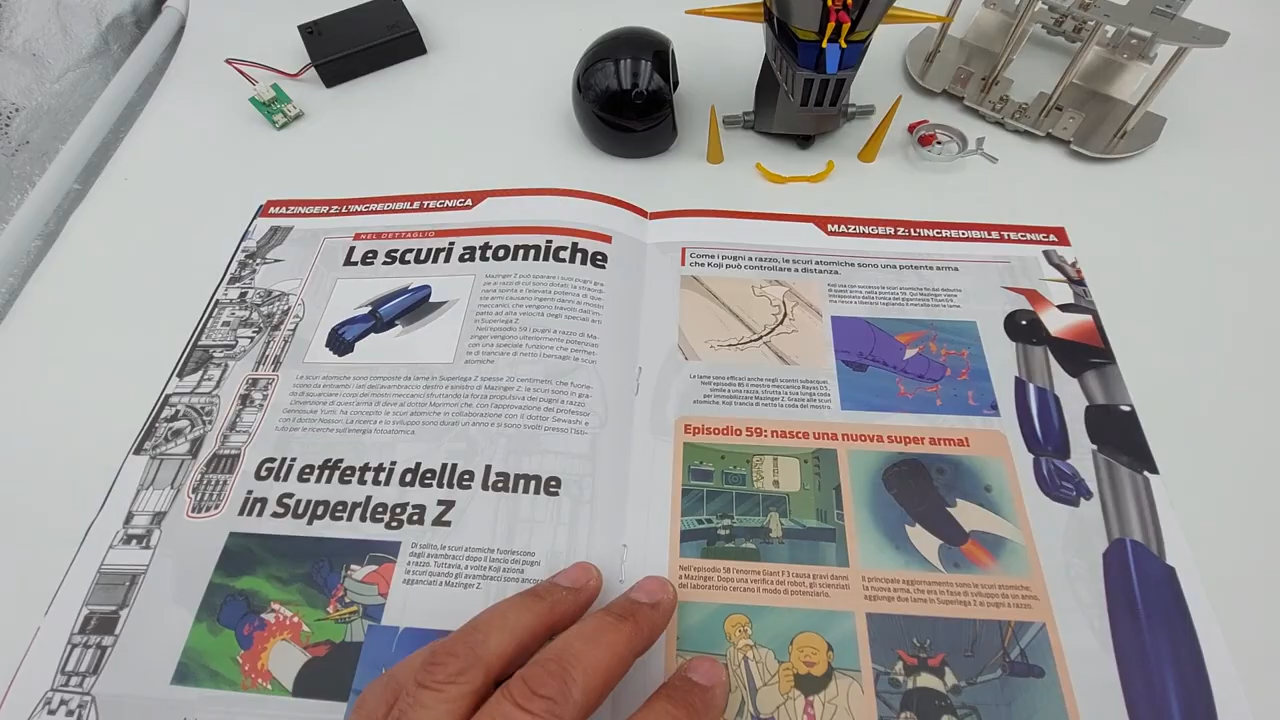 MAZINGER Z: L'INCREDIBILE TECNICA
NEL DETTAGLIO
Le scuri atomiche
Mazinger Z può sparare i suoi pugni gra-
zie ai razzi di cui sono dotati; la straordi-
naria spinta e l'elevata potenza di que-
ste armi causano ingenti danni ai mostri
meccanici, che vengono travolti dall'im-
patto ad alta velocità degli speciali arti
in Superlega Z.
Nell'episodio 59 i pugni a razzo di Ma-
zinger vengono ulteriormente potenziati
con una speciale funzione che permet-
te di tranciare di netto i bersagli: le scuri
atomiche.
Le scuri atomiche sono composte da lame in Superlega Z spesse 20 centimetri, che fuorie-
scono da entrambi i lati dell'avambraccio destro e sinistro di Mazinger Z; le scuri sono in gra-
do di squarciare i corpi dei mostri meccanici sfruttando la forza propulsiva dei pugni a razzo.
L'invenzione di quest'arma si deve al dottor Morimori che, con l'approvazione del professor
Gennosuke Yumi, ha concepito le scuri atomiche in collaborazione con il dottor Sewashi e
con il dottor Nossori. La ricerca e lo sviluppo sono durati un anno e si sono svolti presso l'Isti-
tuto per le ricerche sull'energia fotoatomica.
Gli effetti delle lame
in Superlega Z
Di solito, le scuri atomiche fuoriescono
dagli avambracci dopo il lancio dei pugni
a razzo. Tuttavia, a volte Koji aziona
le scuri quando gli avambracci sono ancora
agganciati a Mazinger Z.
MAZINGER Z: L'INCREDIBILE TECNICA
Come i pugni a razzo, le scuri atomiche sono una potente arma
che Koji può controllare a distanza.
Koji usa con successo le scuri atomiche fin dal debutto
di quest'arma, nella puntata 59. Qui Mazinger viene
intrappolato dalla tunica del gigantesco Titan G9,
ma riesce a liberarsi tagliando il metallo con le lame.
Le lame sono efficaci anche negli scontri subacquei.
Nell'episodio 85 il mostro meccanico Rayas D5,
simile a una razza, sfrutta la sua lunga coda
per immobilizzare Mazinger Z. Grazie alle scuri
atomiche, Koji trancia di netto la coda del mostro.
Episodio 59: nasce una nuova super arma!
Nell'episodio 58 l'enorme Giant F3 causa gravi danni
a Mazinger. Dopo una verifica del robot, gli scienziati
del laboratorio cercano il modo di potenziarlo.
Il principale aggiornamento sono le scuri atomiche;
la nuova arma, che era in fase di sviluppo da un anno,
aggiunge due lame in Superlega Z ai pugni a razzo.